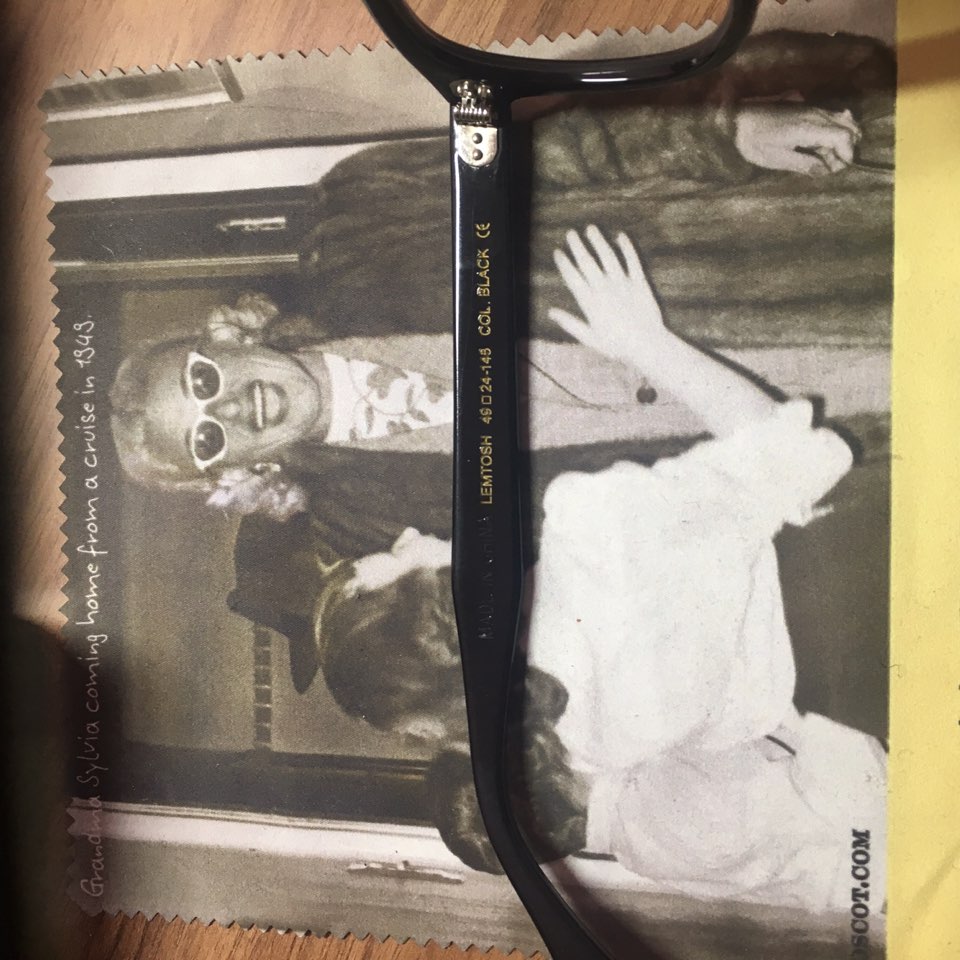 Grandma Sylvia coming home from a cruise in 1949.
MADE IN CHINA LEMTOSH 49□24-145 COL. BLACK CE
OSCOT.COM